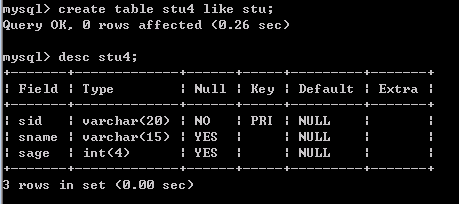 mysql> create table stu4 like stu;
Query OK, 0 rows affected (0.26 sec)
mysql> desc stu4;
+-------+-------------+------+-----+---------+-------+
| Field | Type        | Null | Key | Default | Extra |
+-------+-------------+------+-----+---------+-------+
| sid   | varchar(20) | NO   | PRI | NULL    |       |
| sname | varchar(15) | YES  |     | NULL    |       |
| sage  | int(4)      | YES  |     | NULL    |       |
+-------+-------------+------+-----+---------+-------+
3 rows in set (0.00 sec)